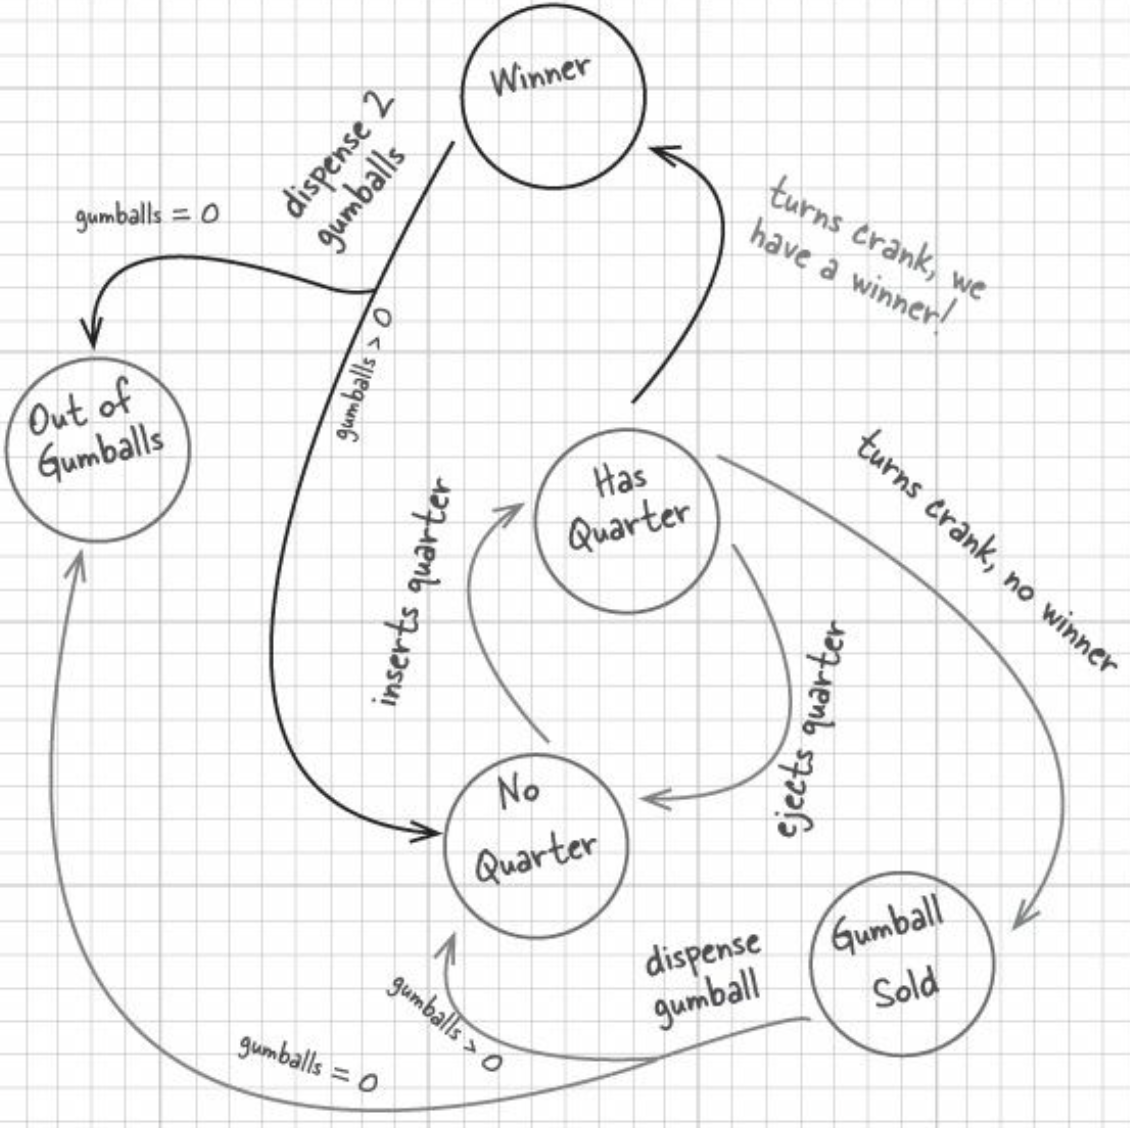 Winner
dispense 2
gumballs
gumballs = 0
turns crank, we
have a winner!
gumballs > 0
Out of
Gumballs
Has
Quarter
turns crank, no winner
inserts quarter
ejects quarter
No
Quarter
Gumball
Sold
dispense
gumball
gumballs > 0
gumballs = 0